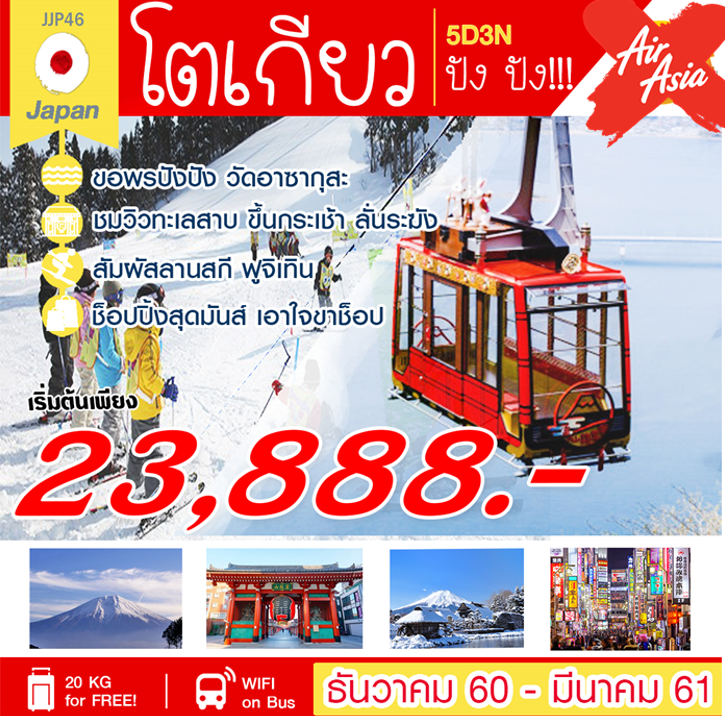 JJP46
Japan
โตเกียว
5D3N
ปัง ปัง!!!
Air
Asia
ขอพรปังปัง วัดอาซากุสะ
ชมวิวทะเลสาบ ขึ้นกระเช้า ลั่นระฆัง
สัมผัสลานสกี ฟูจิเท็น
ช็อปปิ้งสุดมันส์ เอาใจขาช็อป
เริ่มต้นเพียง
23,888.-
20 KG
for FREE!
WIFI
on Bus
ธันวาคม 60 - มีนาคม 61